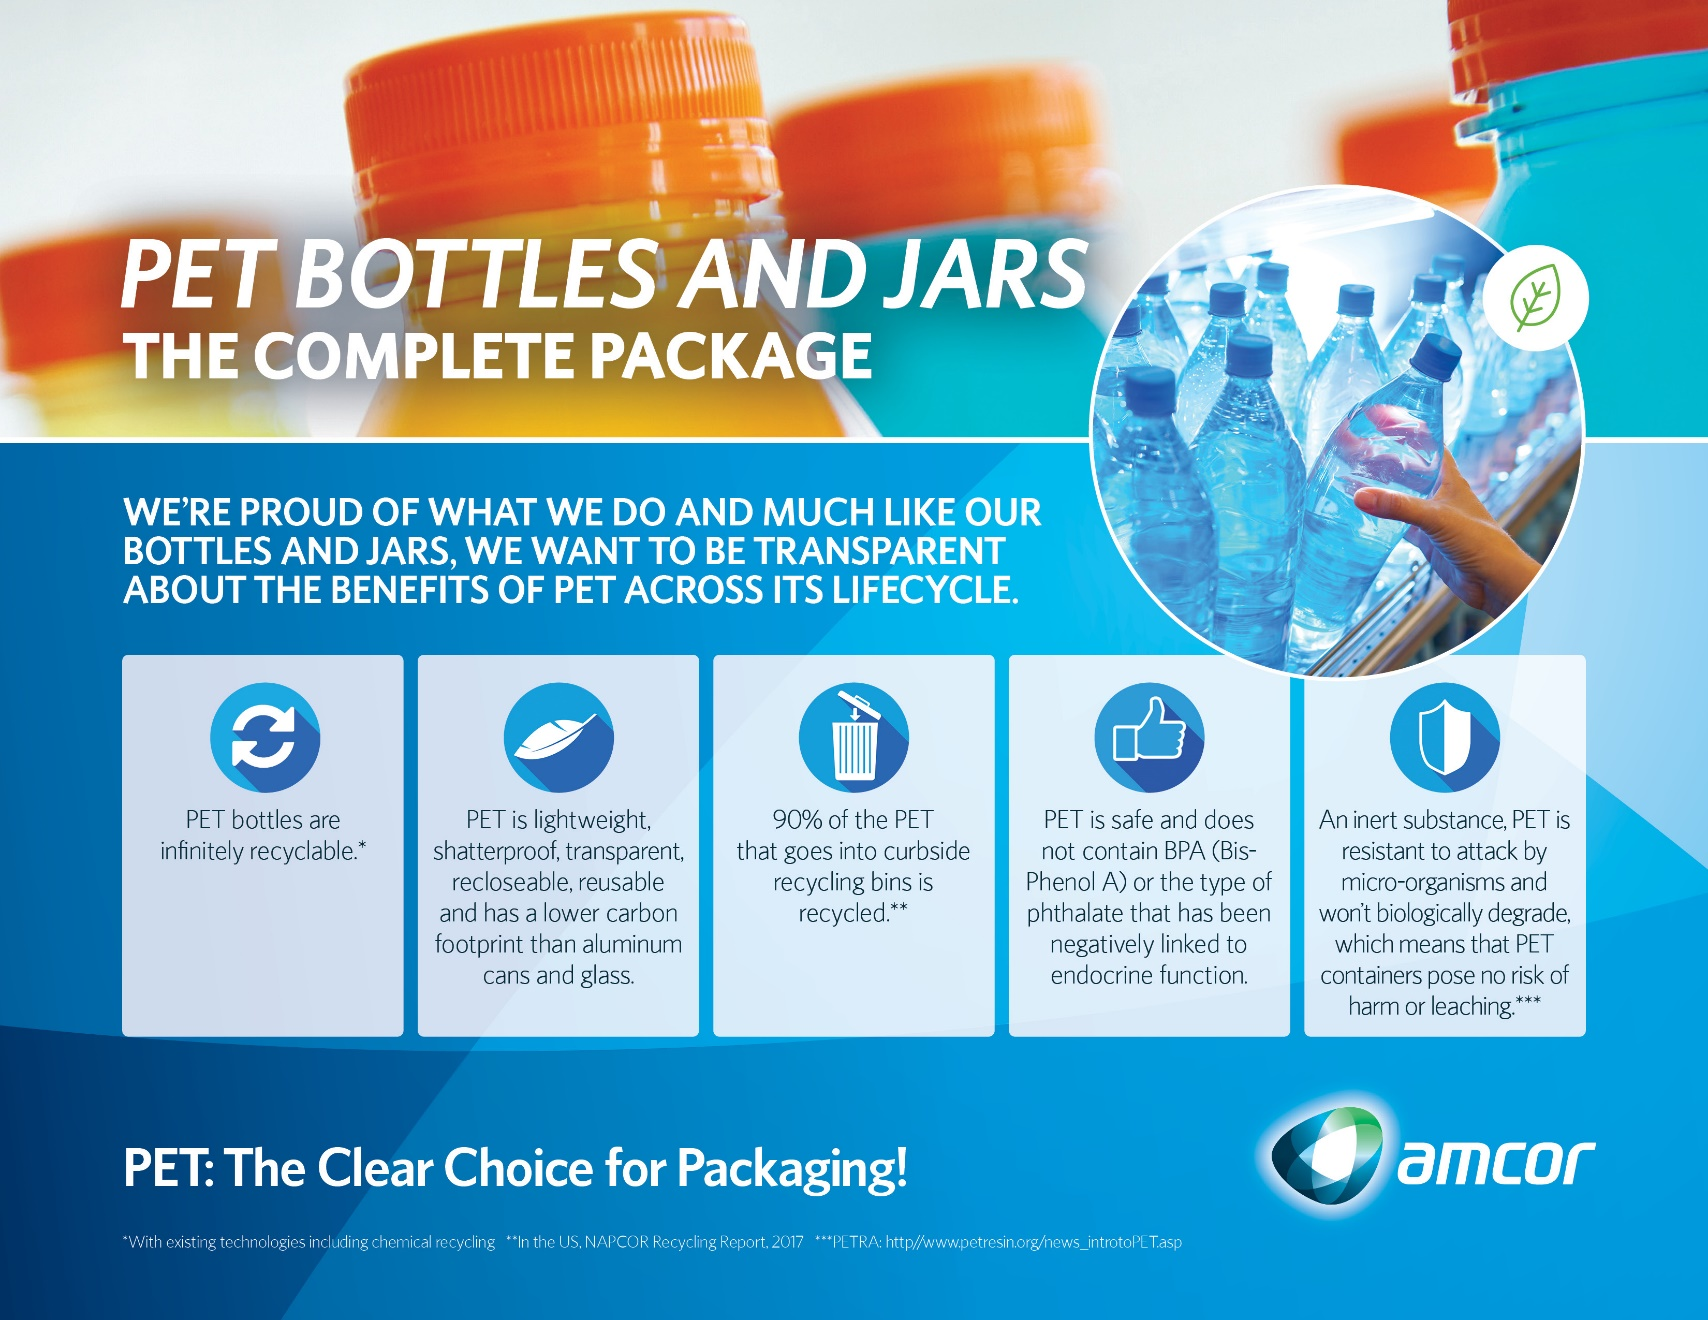 PET BOTTLES AND JARS
THE COMPLETE PACKAGE
WE'RE PROUD OF WHAT WE DO AND MUCH LIKE OUR
BOTTLES AND JARS, WE WANT TO BE TRANSPARENT
ABOUT THE BENEFITS OF PET ACROSS ITS LIFECYCLE.
PET bottles are
infinitely recyclable.*
PET is lightweight,
shatterproof, transparent,
recloseable, reusable
and has a lower carbon
footprint than aluminum
cans and glass.
90% of the PET
that goes into curbside
recycling bins is
recycled.**
PET is safe and does
not contain BPA (Bis-
Phenol A) or the type of
phthalate that has been
negatively linked to
endocrine function.
An inert substance, PET is
resistant to attack by
micro-organisms and
won't biologically degrade,
which means that PET
containers pose no risk of
harm or leaching.***
PET: The Clear Choice for Packaging!
amcor
*With existing technologies including chemical recycling **In the US, NAPCOR Recycling Report, 2017 ***PETRA: http//www.petresin.org/news_introtoPET.asp